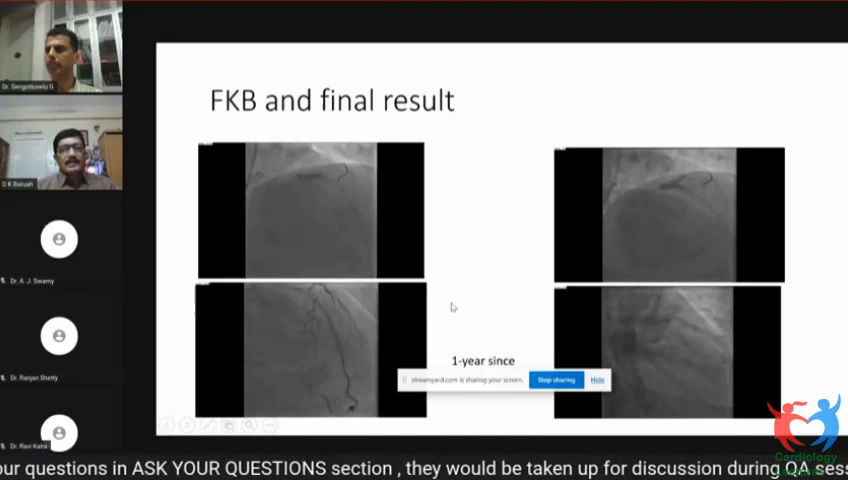 Dr. Sengottuvelu G
D K Baruah
Dr. A. J. Swamy
Dr. Ranjan Shetty
Dr. Ravi Kalra
FKB and final result
1-year since
streamyard.com is sharing your screen.
Stop sharing
Hide
Cardiology
our questions in ASK YOUR QUESTIONS section , they would be taken up for discussion during QA sess